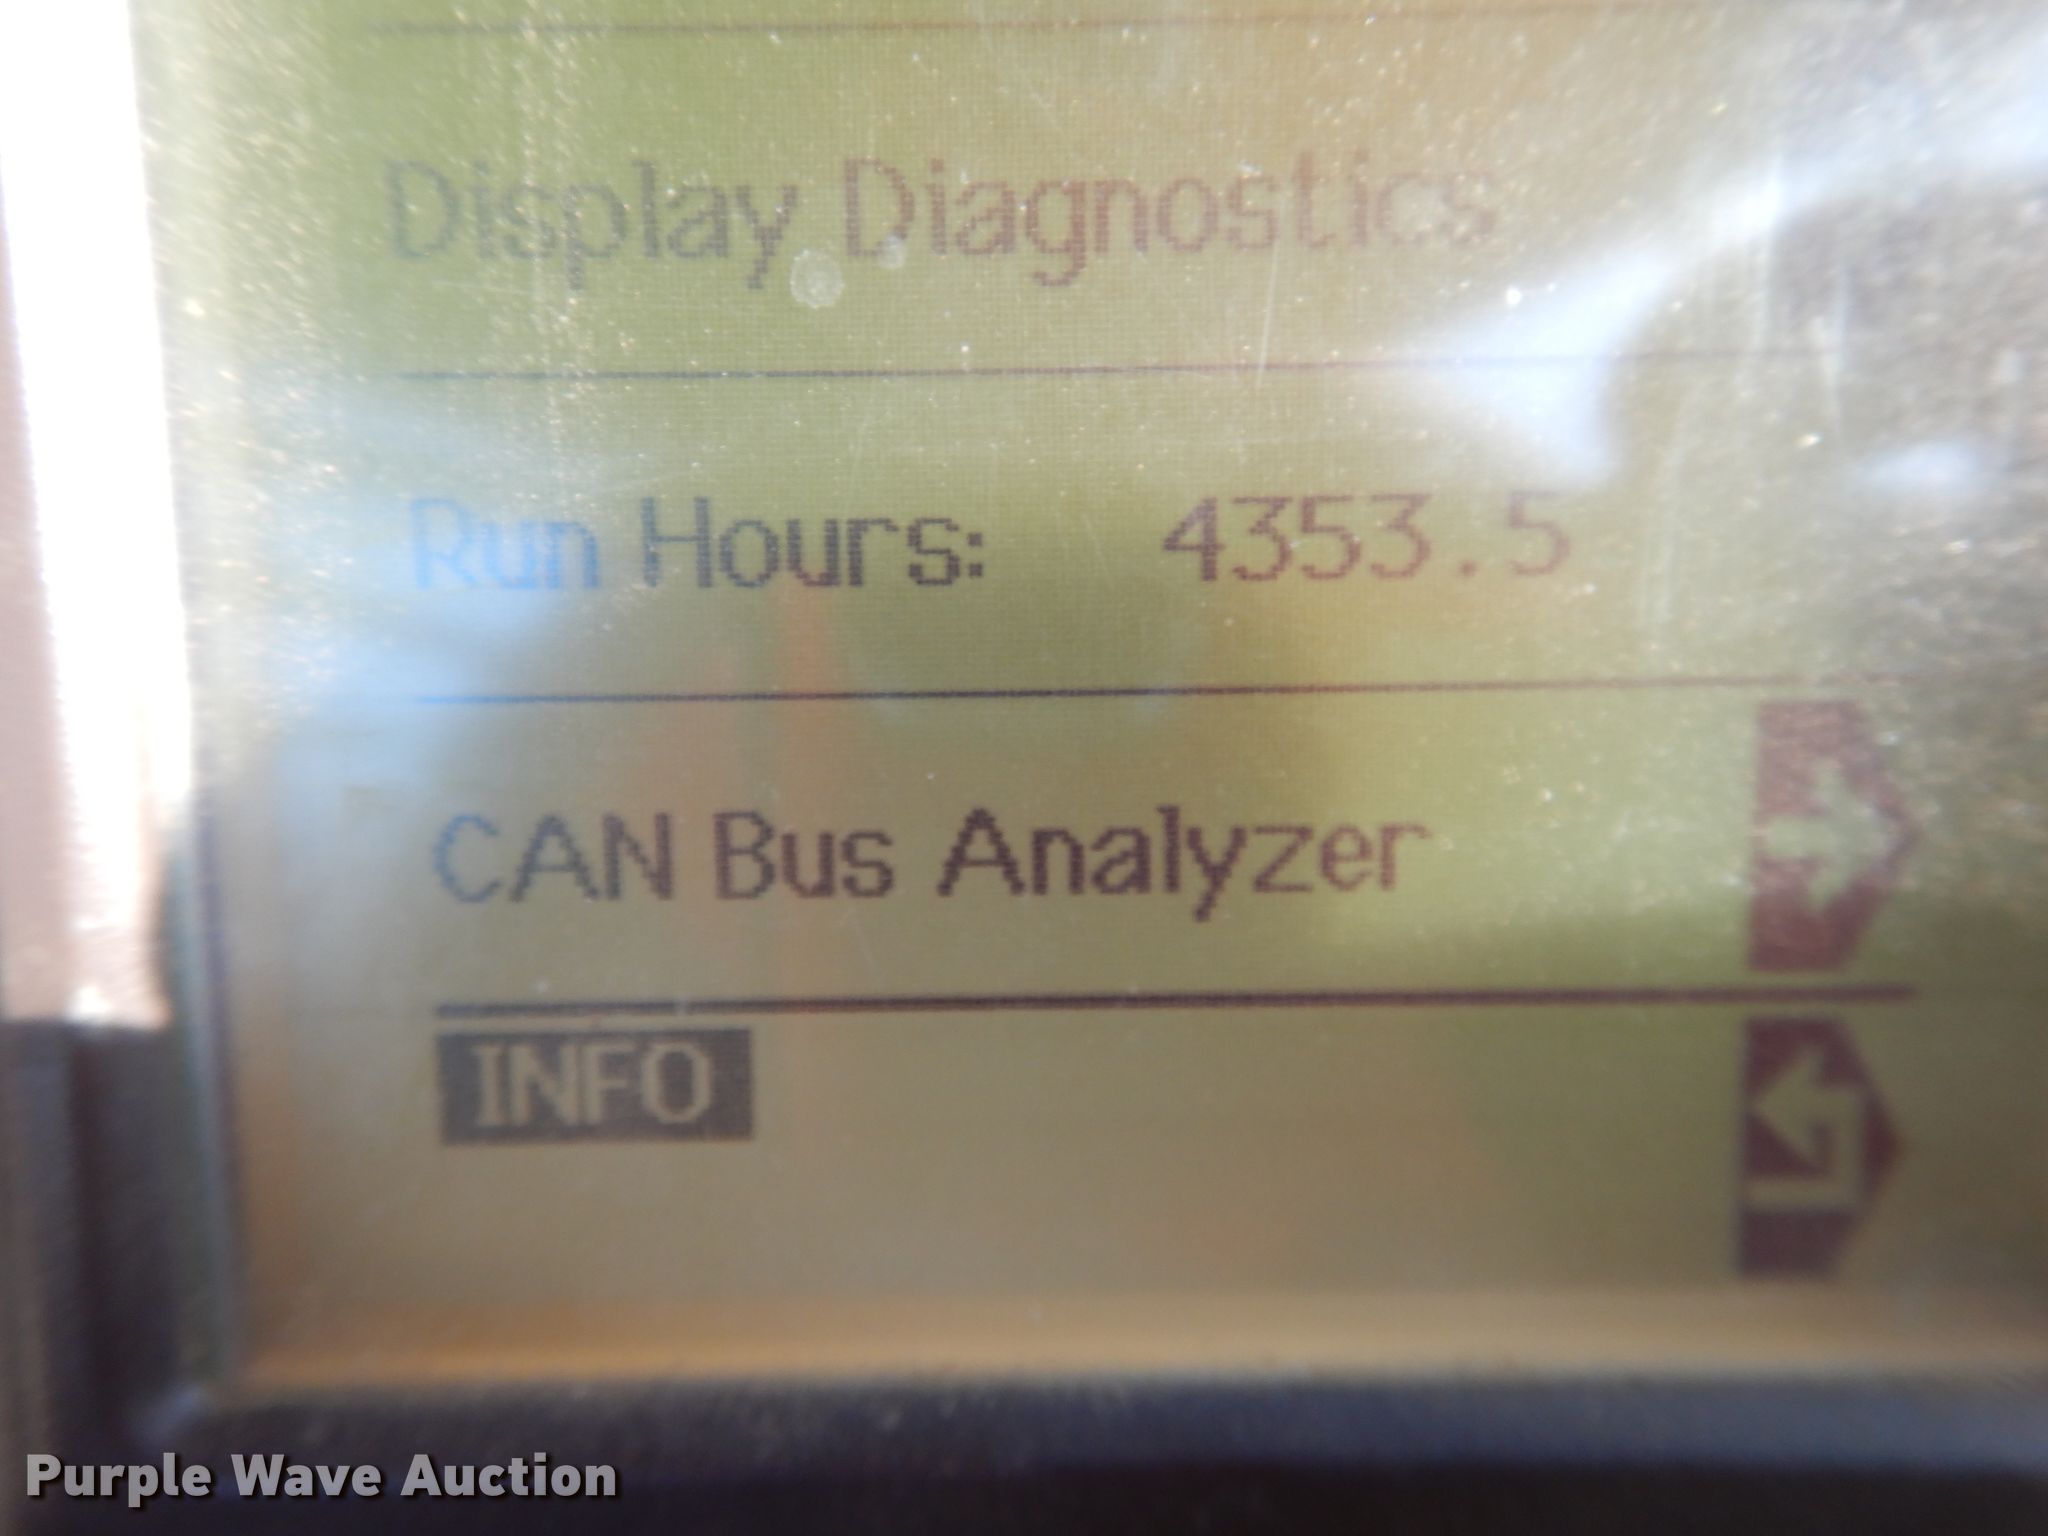 Display Diagnostics
Run Hours: 4353.5
CAN Bus Analyzer
INFO
Purple Wave Auction